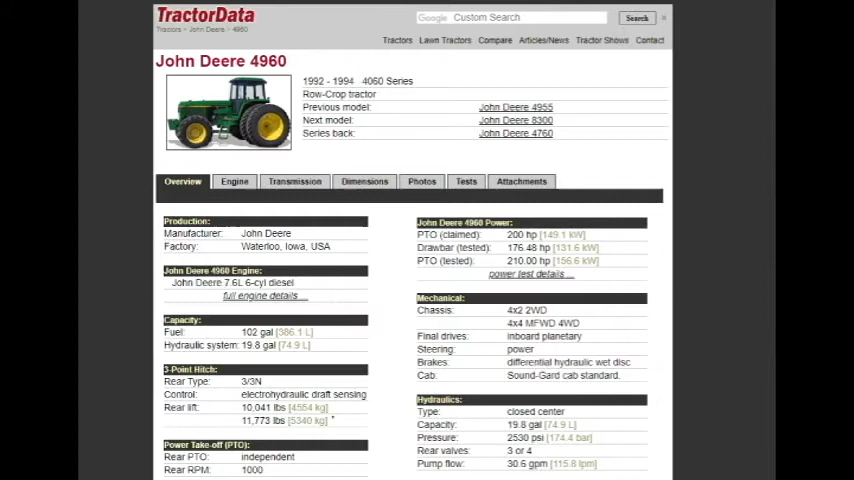 TractorData
Tractors > John Deere > 4960
Google Custom Search
Search
×
Tractors Lawn Tractors Compare Articles/News Tractor Shows Contact
John Deere 4960
1992 - 1994 4060 Series
Row-Crop tractor
Previous model: John Deere 4955
Next model: John Deere 8300
Series back: John Deere 4760
Overview Engine Transmission Dimensions Photos Tests Attachments
Production:
Manufacturer: John Deere
Factory: Waterloo, Iowa, USA
John Deere 4960 Engine:
John Deere 7.6L 6-cyl diesel
full engine details ...
Capacity:
Fuel: 102 gal [386.1 L]
Hydraulic system: 19.8 gal [74.9 L]
3-Point Hitch:
Rear Type: 3/3N
Control: electrohydraulic draft sensing
Rear lift: 10,041 lbs [4554 kg]
11,773 lbs [5340 kg] *
Power Take-off (PTO):
Rear PTO: independent
Rear RPM: 1000
John Deere 4960 Power:
PTO (claimed): 200 hp [149.1 kW]
Drawbar (tested): 176.48 hp [131.6 kW]
PTO (tested): 210.00 hp [156.6 kW]
power test details ...
Mechanical:
Chassis: 4x2 2WD
4x4 MFWD 4WD
Final drives: inboard planetary
Steering: power
Brakes: differential hydraulic wet disc
Cab: Sound-Gard cab standard.
Hydraulics:
Type: closed center
Capacity: 19.8 gal [74.9 L]
Pressure: 2530 psi [174.4 bar]
Rear valves: 3 or 4
Pump flow: 30.6 gpm [115.8 lpm]